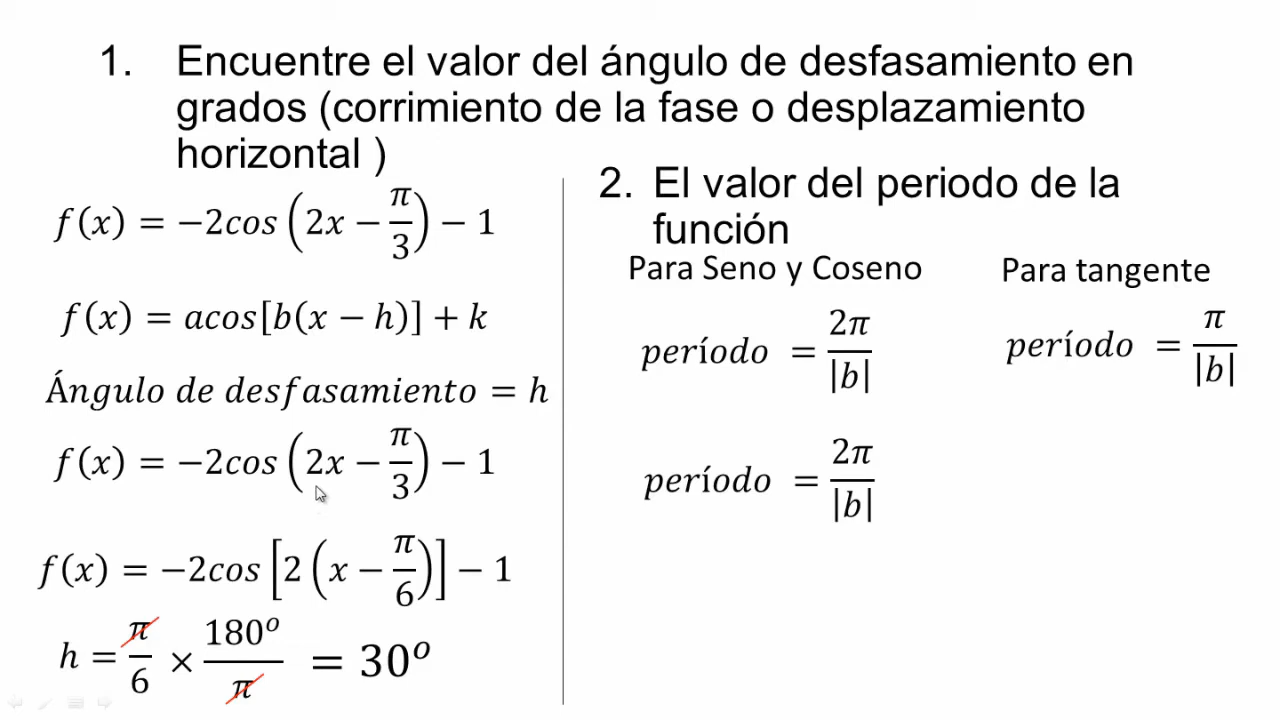 1. Encuentre el valor del ángulo de desfasamiento en
grados (corrimiento de la fase o desplazamiento
horizontal )
f(x) = −2cos (2x − π/3) − 1
f(x) = acos[b(x − h)] + k
Ángulo de desfasamiento = h
f(x) = −2cos (2x − π/3) − 1
f(x) = −2cos [2 (x − π/6)] − 1
h = π/6 × 180º/π = 30º
2. El valor del periodo de la
función
Para Seno y Coseno
período = 2π/|b|
período = 2π/|b|
Para tangente
período = π/|b|